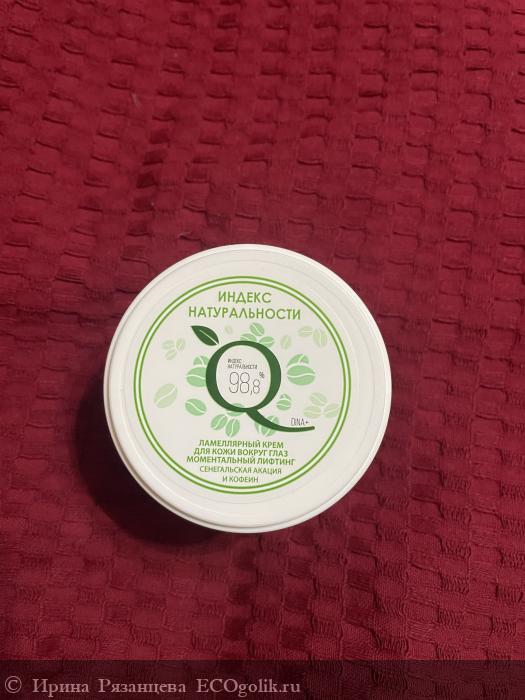 ИНДЕКС
НАТУРАЛЬНОСТИ
ИНДЕКС
НАТУРАЛЬНОСТИ
98,8%
DINA+
ЛАМЕЛЛЯРНЫЙ КРЕМ
ДЛЯ КОЖИ ВОКРУГ ГЛАЗ
МОМЕНТАЛЬНЫЙ ЛИФТИНГ
СЕНЕГАЛЬСКАЯ АКАЦИЯ
И КОФЕИН
© Ирина Рязанцева ECOgolik.ru